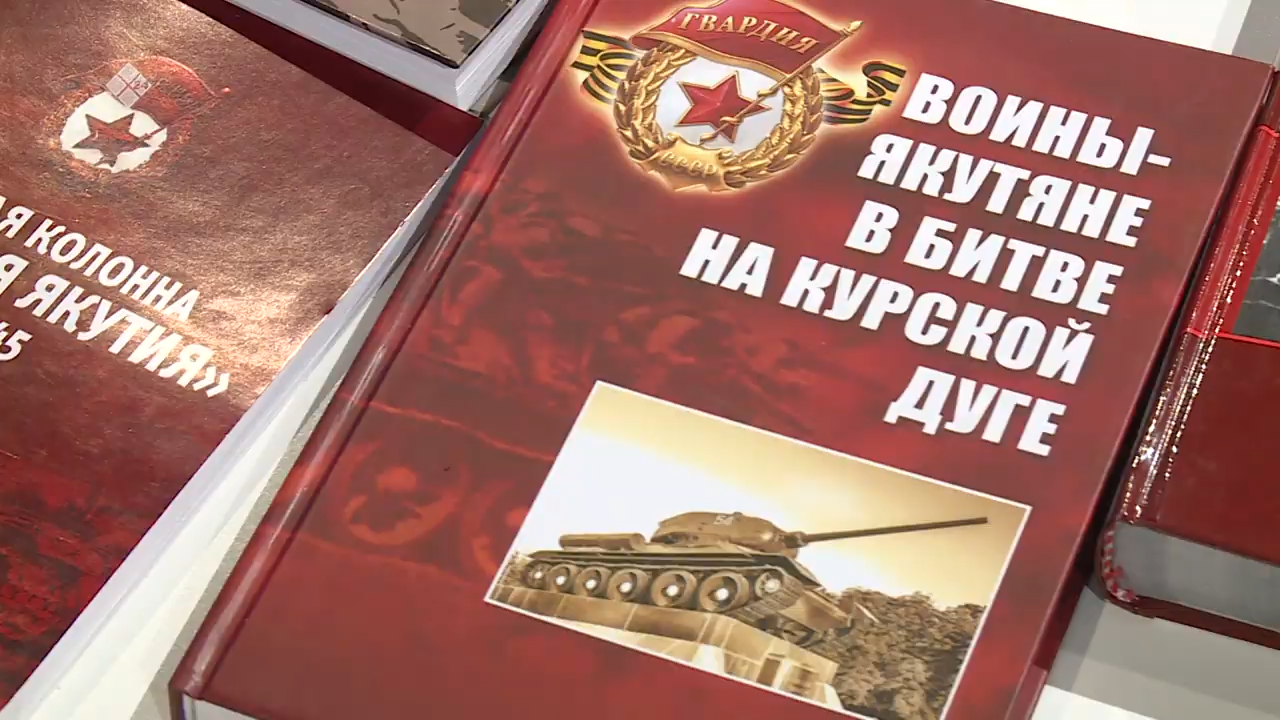 ГВАРДИЯ
СССР
ВОИНЫ-
ЯКУТЯНЕ
В БИТВЕ
НА КУРСКОЙ
ДУГЕ
АЯ КОЛОННА
Я ЯКУТИЯ»